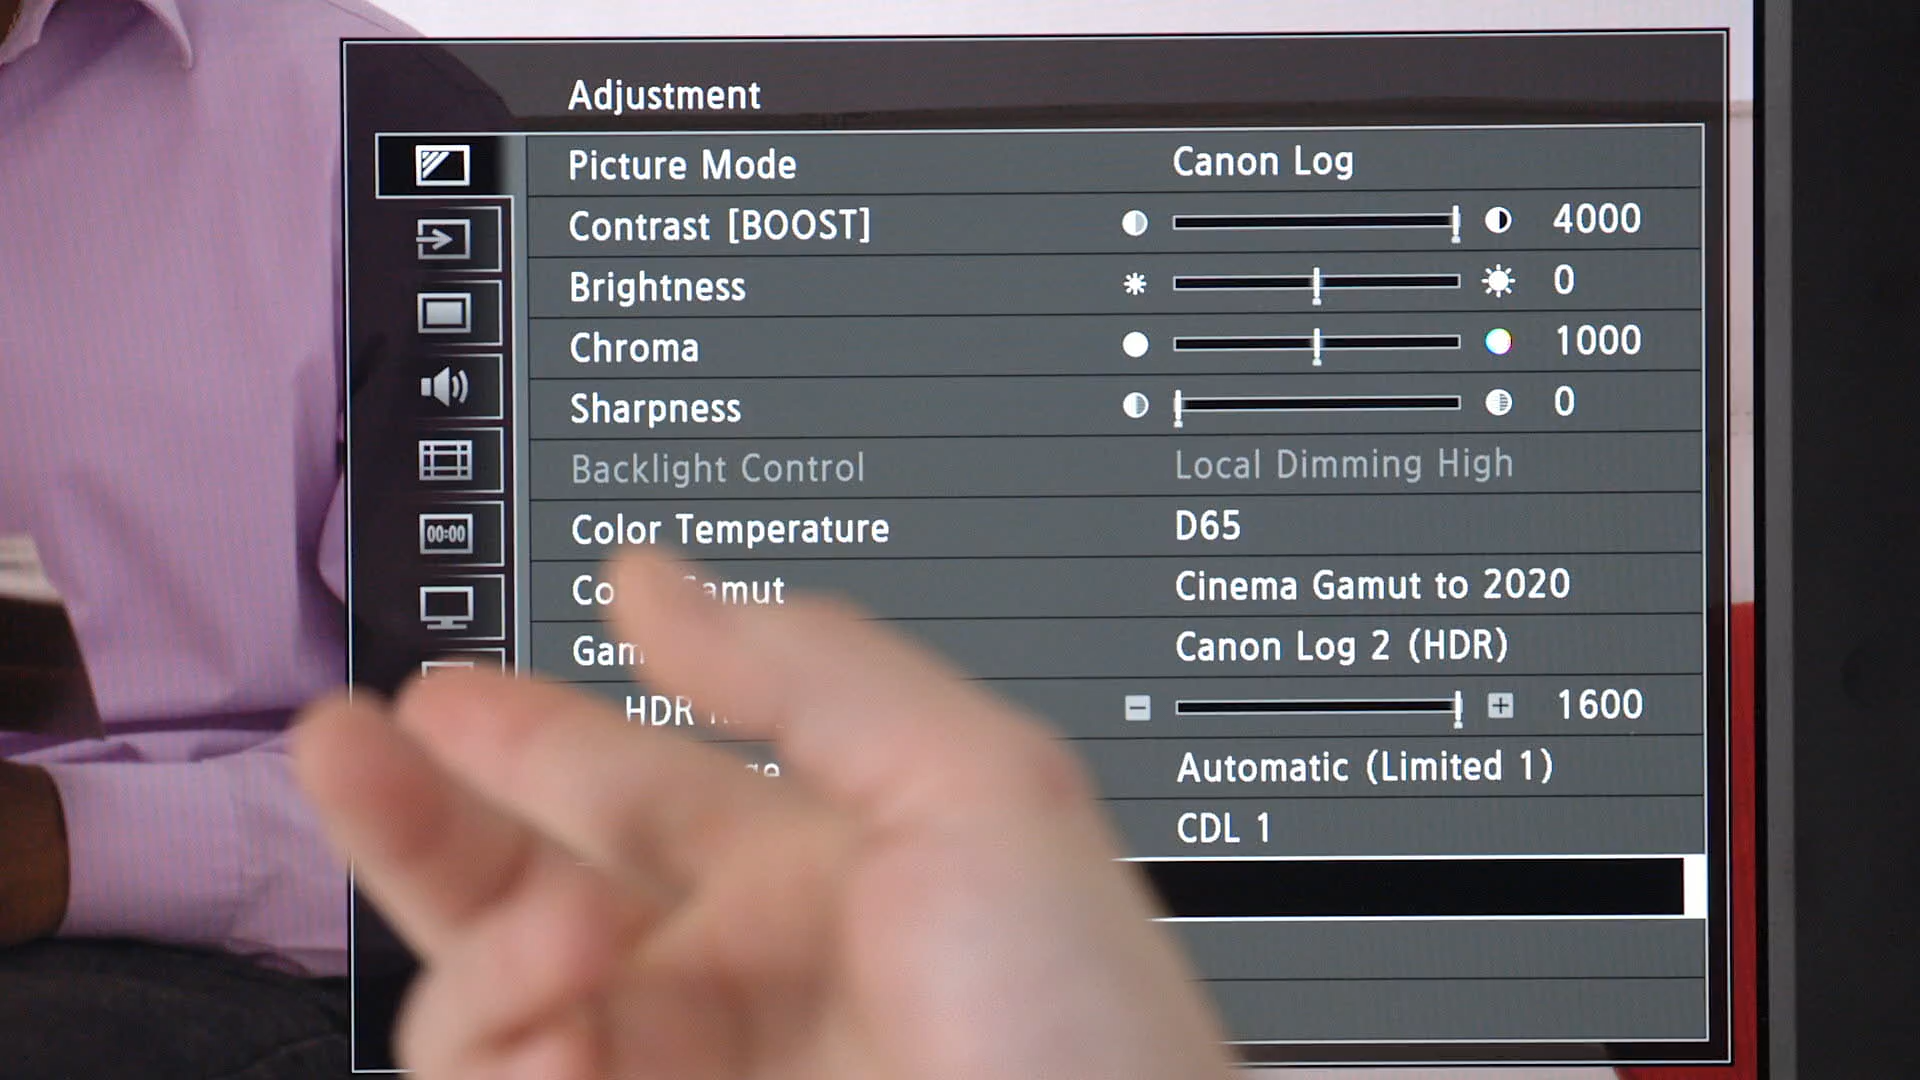 Adjustment
Picture Mode Canon Log
Contrast [BOOST] 4000
Brightness 0
Chroma 1000
Sharpness 0
Backlight Control Local Dimming High
00:00
Color Temperature D65
Cinema Gamut to 2020
Canon Log 2 (HDR)
HDR 1600
Automatic (Limited 1)
CDL 1